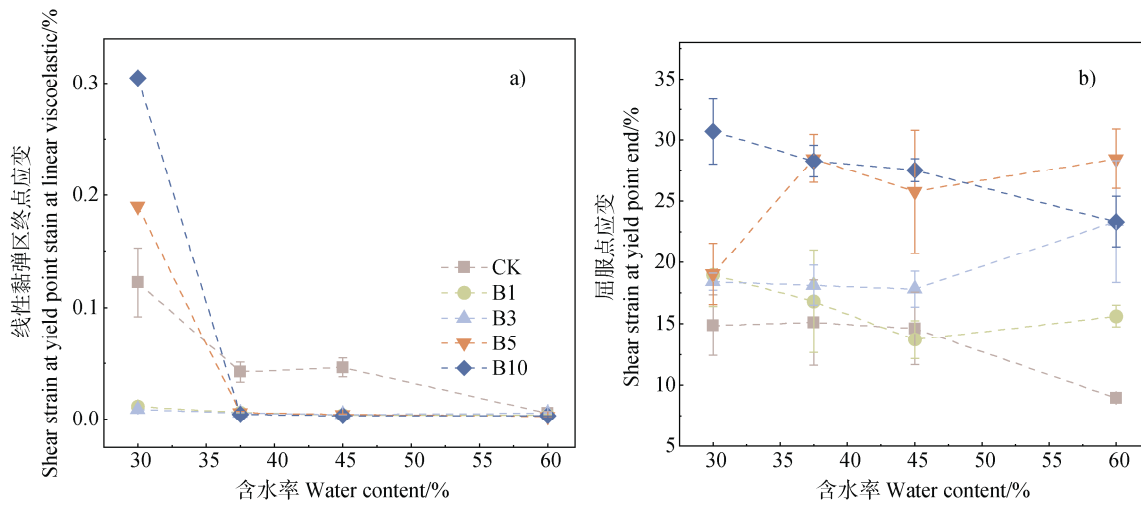 线性黏弹区终点应变
Shear strain at yield point stain at linear viscoelastic/%
0.3
0.2
0.1
0.0
a)
CK
B1
B3
B5
B10
30
35
40
45
50
55
60
含水率 Water content/%
屈服点应变
Shear strain at yield point end/%
35
30
25
20
15
10
5
b)
30
35
40
45
50
55
60
含水率 Water content/%